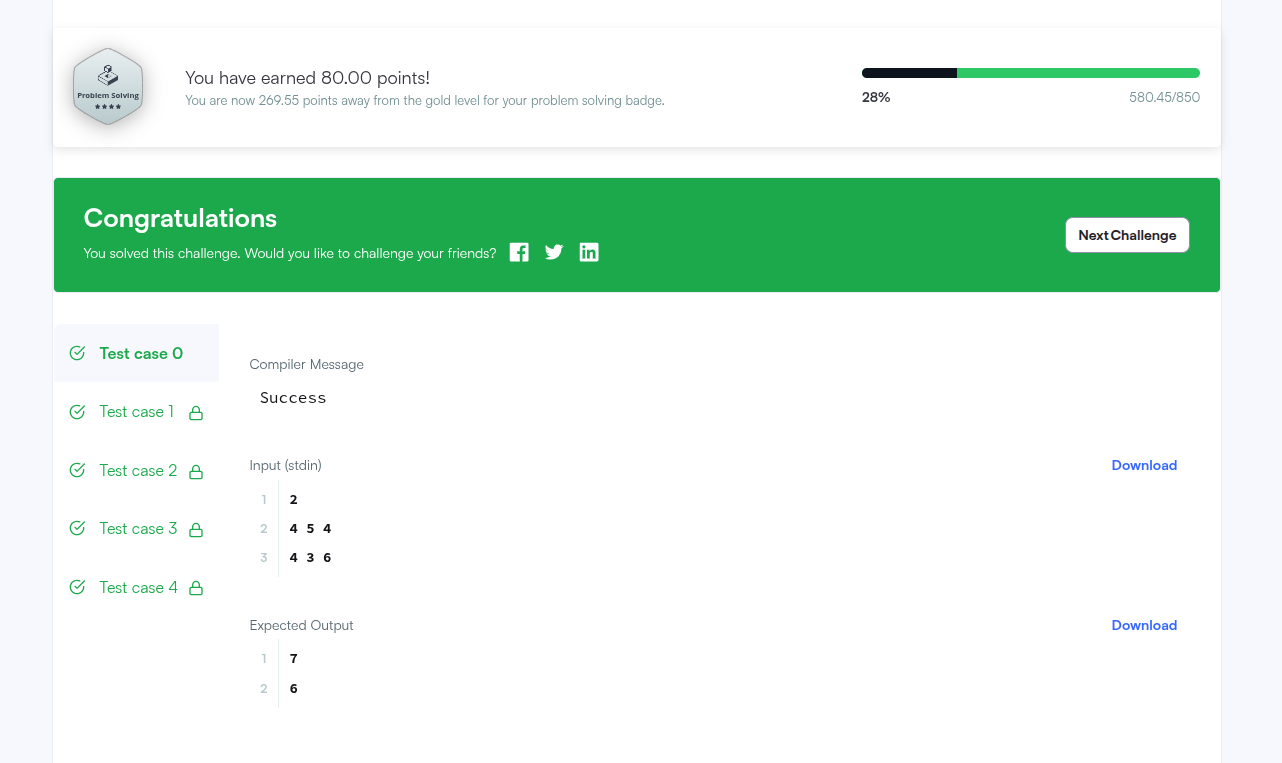 Problem Solving
You have earned 80.00 points!
You are now 269.55 points away from the gold level for your problem solving badge.
28%
580.45/850
Congratulations
You solved this challenge. Would you like to challenge your friends?
Next Challenge
Test case 0
Test case 1
Test case 2
Test case 3
Test case 4
Compiler Message
Success
Input (stdin)
Download
1 2
2 4 5 4
3 4 3 6
Expected Output
Download
1 7
2 6